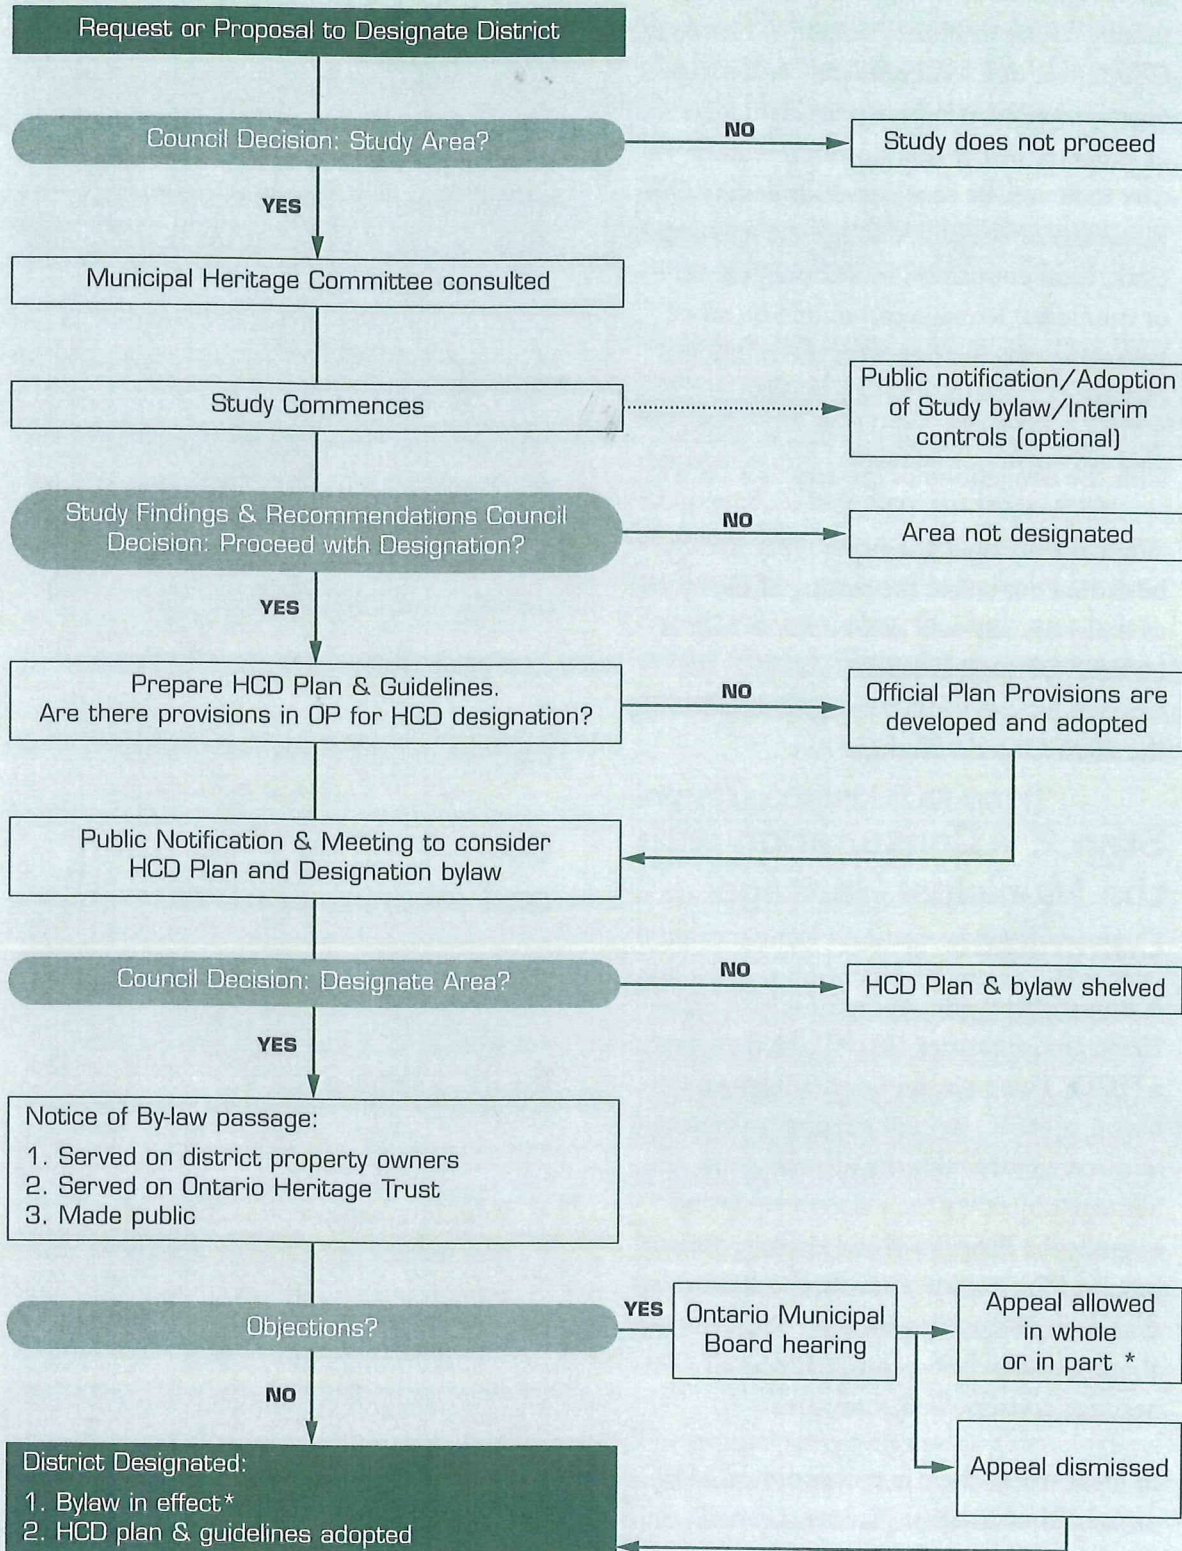 Request or Proposal to Designate District
Council Decision: Study Area?
NO
Study does not proceed
YES
Municipal Heritage Committee consulted
Study Commences
Public notification/Adoption
of Study bylaw/Interim
controls (optional)
Study Findings & Recommendations Council
Decision: Proceed with Designation?
NO
Area not designated
YES
Prepare HCD Plan & Guidelines.
Are there provisions in OP for HCD designation?
NO
Official Plan Provisions are
developed and adopted
Public Notification & Meeting to consider
HCD Plan and Designation bylaw
Council Decision: Designate Area?
NO
HCD Plan & bylaw shelved
YES
Notice of By-law passage:
1. Served on district property owners
2. Served on Ontario Heritage Trust
3. Made public
Objections?
YES
Ontario Municipal
Board hearing
Appeal allowed
in whole
or in part *
NO
Appeal dismissed
District Designated:
1. Bylaw in effect*
2. HCD plan & guidelines adopted